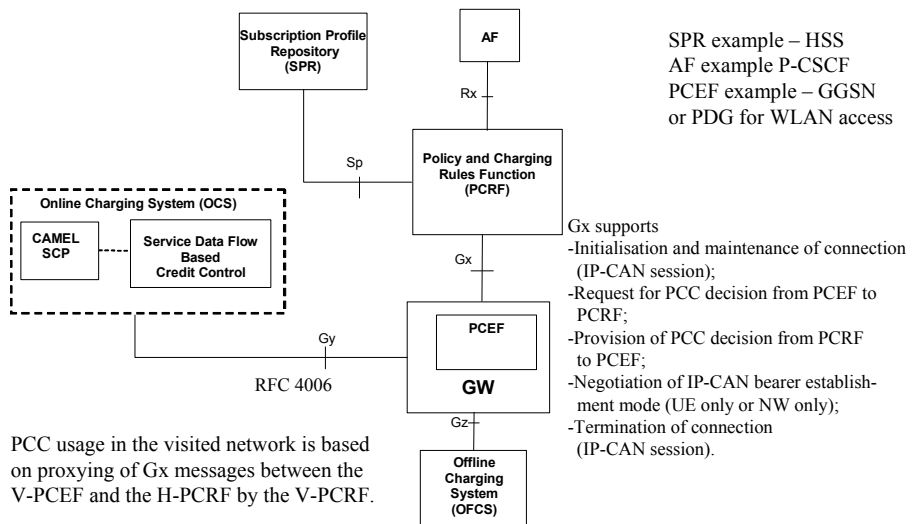 Subscription Profile
Repository
(SPR)
AF
SPR example – HSS
AF example P-CSCF
PCEF example – GGSN
or PDG for WLAN access
Rx
Sp
Policy and Charging
Rules Function
(PCRF)
Online Charging System (OCS)
CAMEL
SCP
Service Data Flow
Based
Credit Control
Gx
Gx supports
-Initialisation and maintenance of connection
(IP-CAN session);
-Request for PCC decision from PCEF to
PCRF;
-Provision of PCC decision from PCRF
to PCEF;
-Negotiation of IP-CAN bearer establish-
ment mode (UE only or NW only);
-Termination of connection
(IP-CAN session).
Gy
RFC 4006
PCEF
GW
Gz
PCC usage in the visited network is based
on proxying of Gx messages between the
V-PCEF and the H-PCRF by the V-PCRF.
Offline
Charging
System
(OFCS)